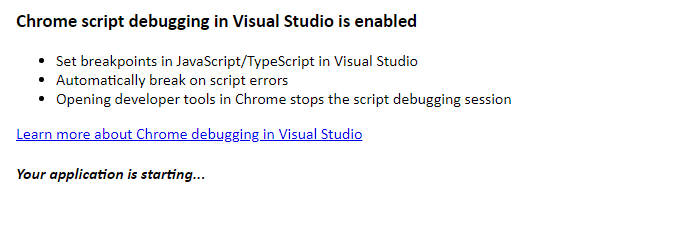 Chrome script debugging in Visual Studio is enabled
• Set breakpoints in JavaScript/TypeScript in Visual Studio
• Automatically break on script errors
• Opening developer tools in Chrome stops the script debugging session
Learn more about Chrome debugging in Visual Studio
Your application is starting...